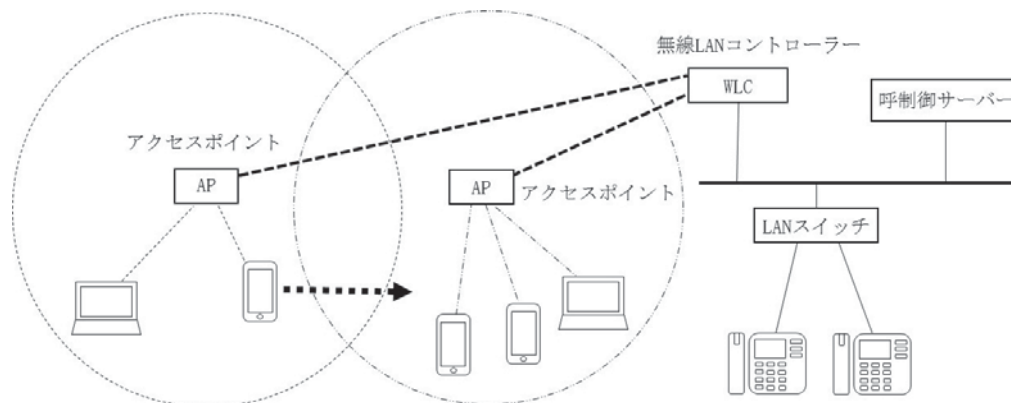 無線LANコントローラー
WLC
呼制御サーバー
アクセスポイント
AP
AP
アクセスポイント
LANスイッチ